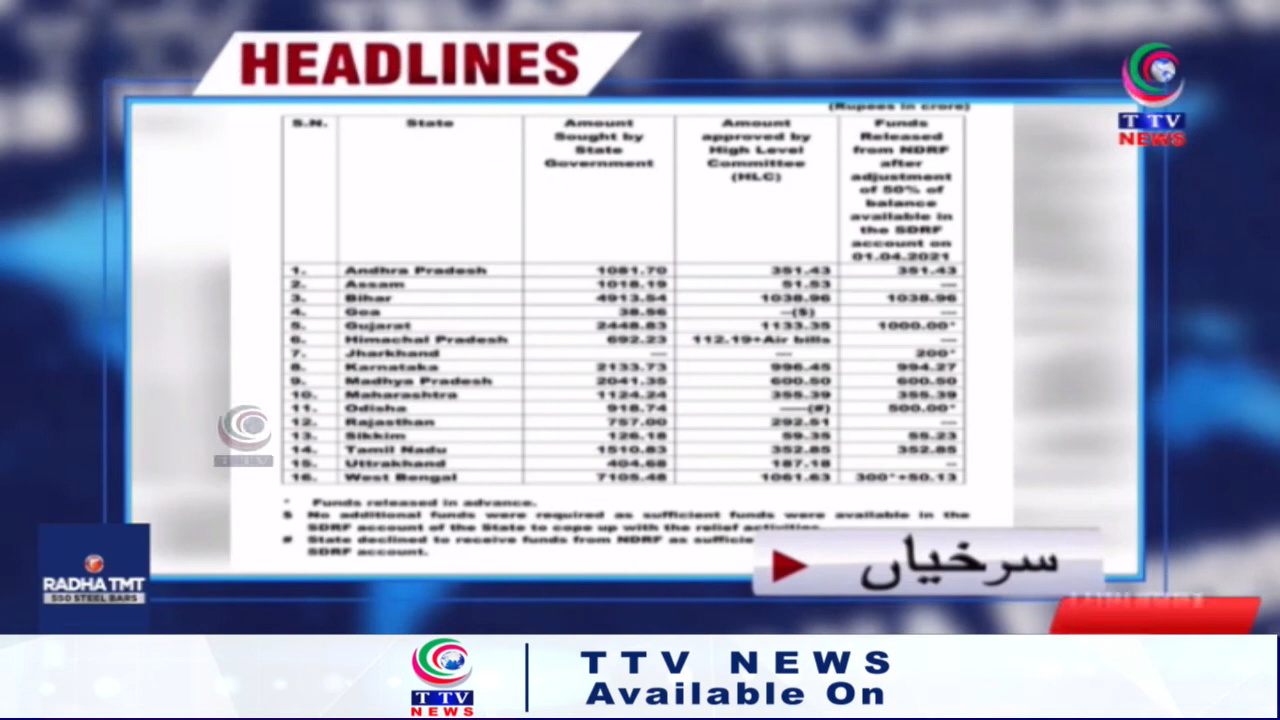 HEADLINES
T TV
NEWS
(Rupees in crore)
S.N. State Amount Sought by State Government Amount approved by High Level Committee (HLC) Funds Released from NDRF after adjustment of 50% of balance available in the SDRF account on 01.04.2021
1. Andhra Pradesh 1081.70 351.43 351.43
2. Assam 1018.19 51.53 —
3. Bihar 4913.54 1038.96 1038.96
4. Goa 38.56 –($) —
5. Gujarat 2448.83 1133.35 1000.00*
6. Himachal Pradesh 692.23 112.19+Air bills —
7. Jharkhand — — 200*
8. Karnataka 2133.73 996.45 994.27
9. Madhya Pradesh 2041.35 600.50 600.50
10. Maharashtra 1124.24 355.39 355.39
11. Odisha 918.74 ----(#) 500.00*
12. Rajasthan 757.00 292.51 —
13. Sikkim 126.18 59.35 55.23
14. Tamil Nadu 1510.83 352.85 352.85
15. Uttrakhand 404.68 187.18 –
16. West Bengal 7105.48 1061.63 300*+50.13
* Funds released in advance.
$ No additional funds were required as sufficient funds were available in the
SDRF account of the State to cope up with the relief activities.
# State declined to receive funds from NDRF as
SDRF account.
T TV
سرخیاں
RADHA TMT
550 STEEL BARS
T TV
NEWS
TTV NEWS
Available On